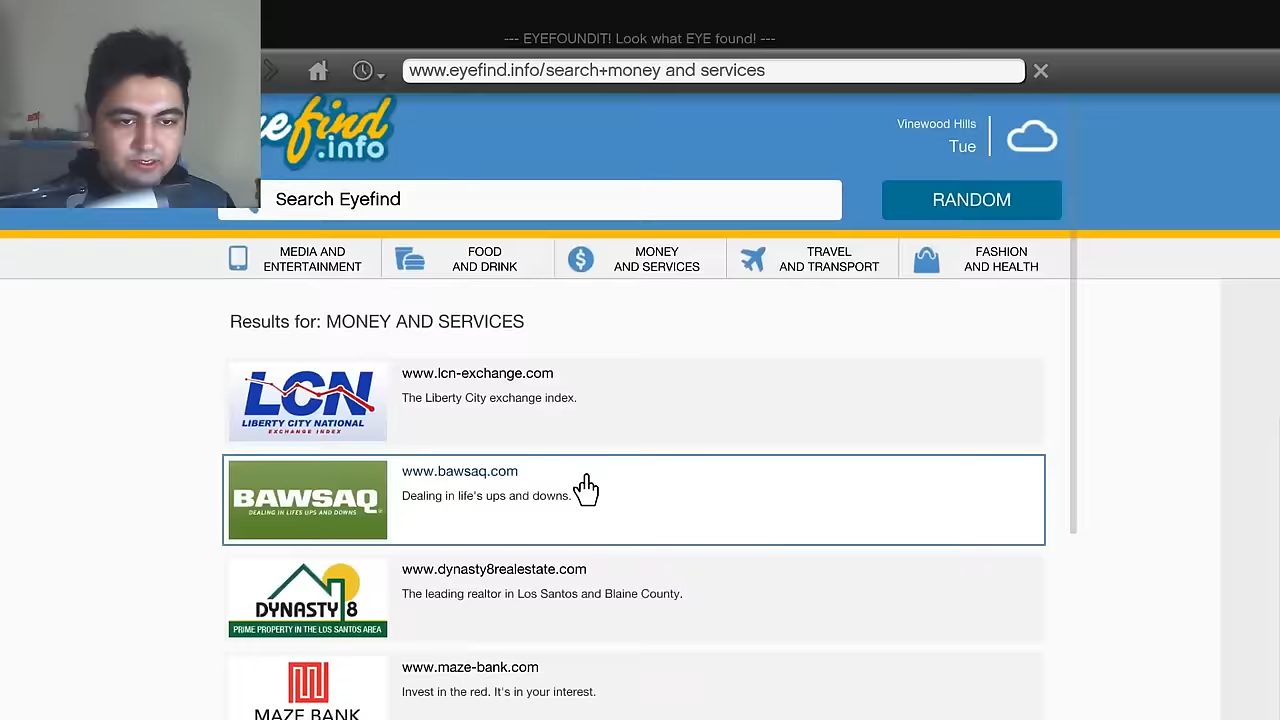 --- EYEFOUNDIT! Look what EYE found! ---
www.eyefind.info/search+money and services
efind
.info
Vinewood Hills
Tue
Search Eyefind
RANDOM
MEDIA AND
ENTERTAINMENT
FOOD
AND DRINK
MONEY
AND SERVICES
TRAVEL
AND TRANSPORT
FASHION
AND HEALTH
Results for: MONEY AND SERVICES
LCN
LIBERTY CITY NATIONAL
EXCHANGE INDEX
www.lcn-exchange.com
The Liberty City exchange index.
BAWSAQ
DEALING IN LIFE'S UPS AND DOWNS
www.bawsaq.com
Dealing in life's ups and downs.
DYNASTY 8
PRIME PROPERTY IN THE LOS SANTOS AREA
www.dynasty8realestate.com
The leading realtor in Los Santos and Blaine County.
MAZE BANK
www.maze-bank.com
Invest in the red. It's in your interest.